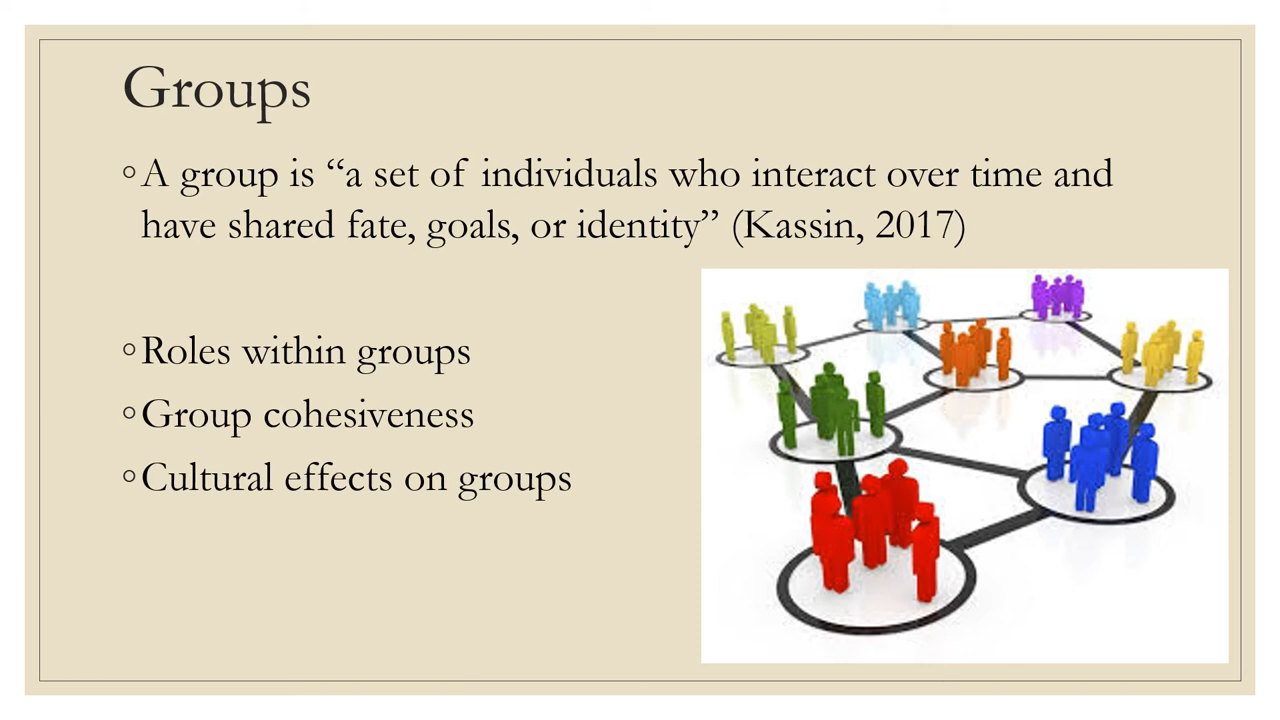 Groups
◦A group is “a set of individuals who interact over time and
have shared fate, goals, or identity” (Kassin, 2017)
◦Roles within groups
◦Group cohesiveness
◦Cultural effects on groups